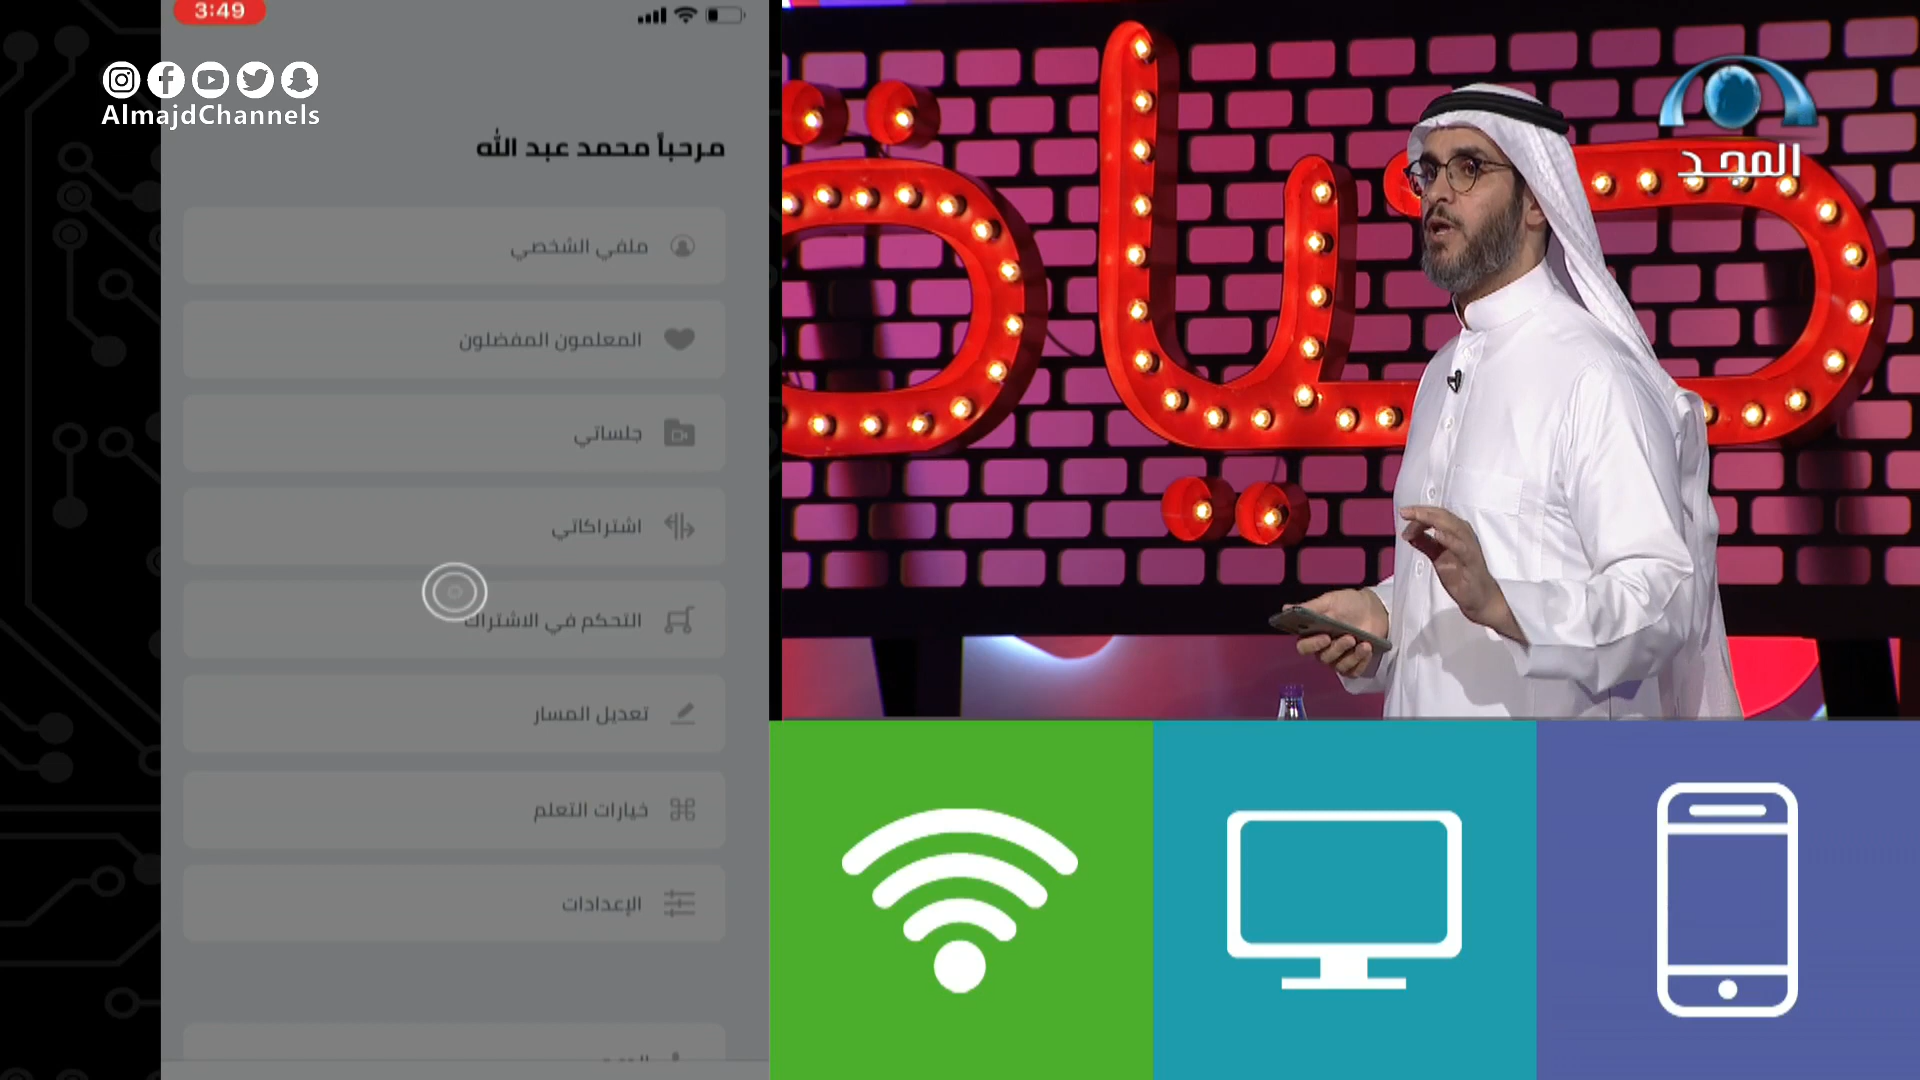 3:49
AlmajdChannels
مرحباً محمد عبد الله
ملفي الشخصي
المعلمون المفضلون
جلساتي
اشتراكاتي
التحكم في الاشتراك
تعديل المسار
خيارات التعلم
الإعدادات
المجد